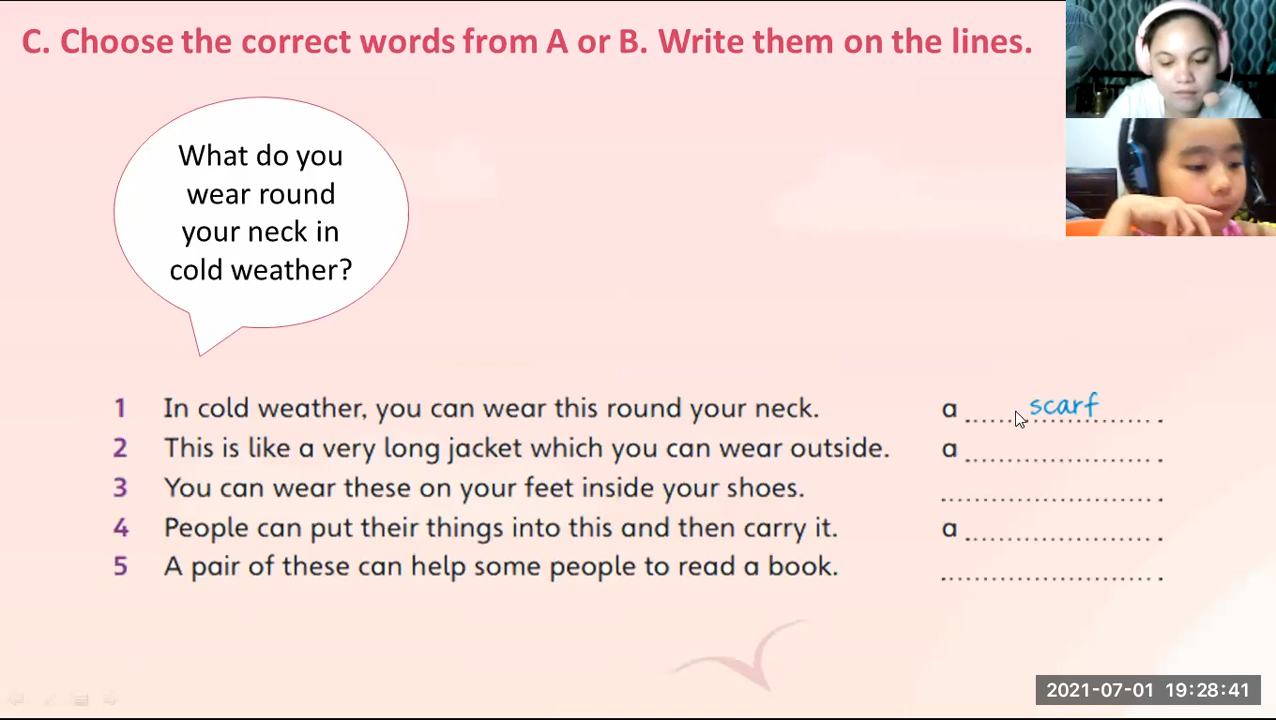 C. Choose the correct words from A or B. Write them on the lines.
What do you
wear round
your neck in
cold weather?
1 In cold weather, you can wear this round your neck. a ......scarf...... .
2 This is like a very long jacket which you can wear outside. a ........................... .
3 You can wear these on your feet inside your shoes. .............................. .
4 People can put their things into this and then carry it. a ........................... .
5 A pair of these can help some people to read a book. .............................. .
2021-07-01 19:28:41